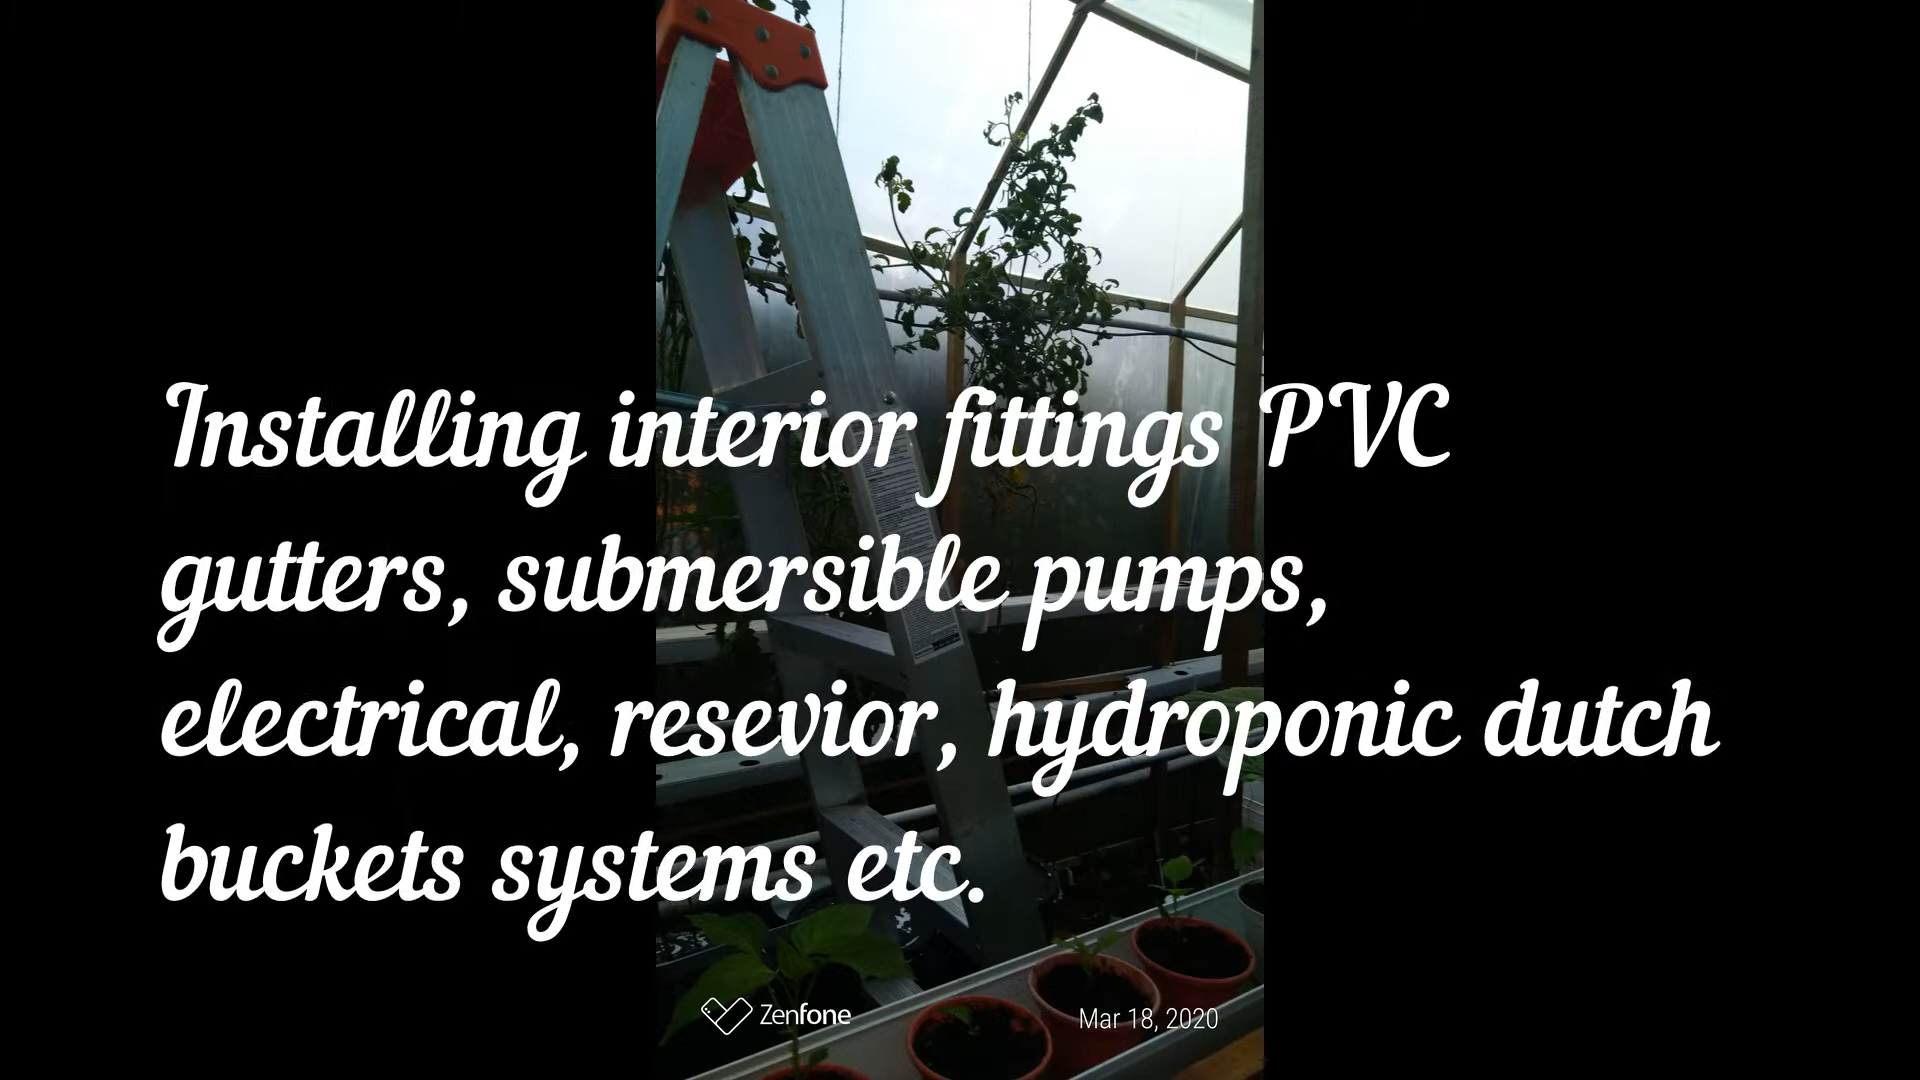 Installing interior fittings PVC
gutters, submersible pumps,
electrical, resevior, hydroponic dutch
buckets systems etc.
Zenfone
Mar 18, 2020